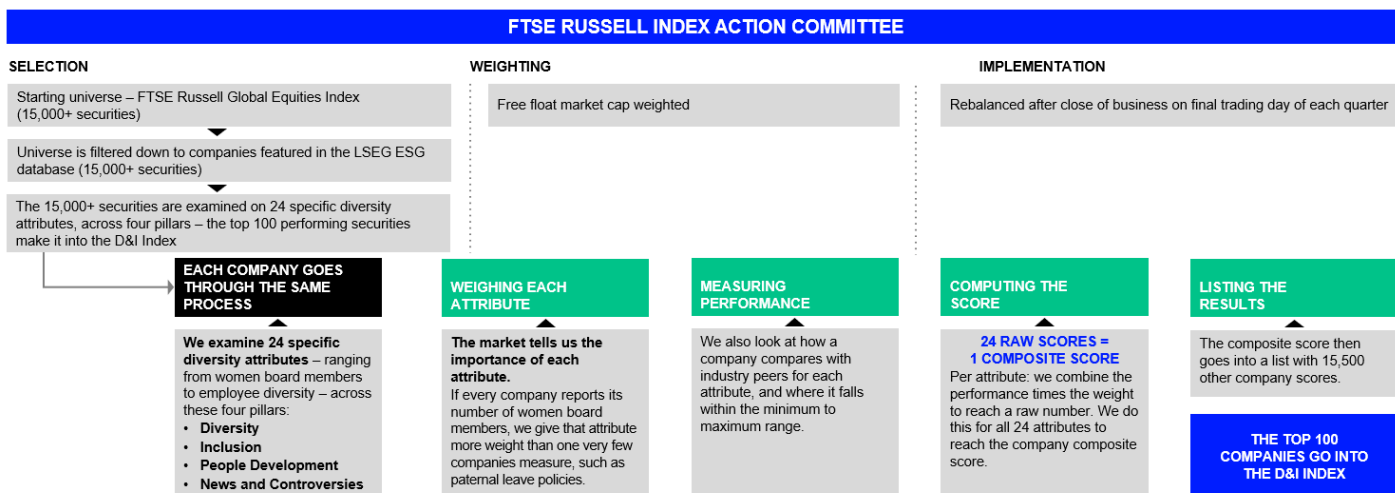 FTSE RUSSELL INDEX ACTION COMMITTEE
SELECTION
Starting universe – FTSE Russell Global Equities Index
(15,000+ securities)
Universe is filtered down to companies featured in the LSEG ESG
database (15,000+ securities)
The 15,000+ securities are examined on 24 specific diversity
attributes, across four pillars – the top 100 performing securities
make it into the D&I Index
WEIGHTING
Free float market cap weighted
IMPLEMENTATION
Rebalanced after close of business on final trading day of each quarter
EACH COMPANY GOES
THROUGH THE SAME
PROCESS
We examine 24 specific
diversity attributes – ranging
from women board members
to employee diversity – across
these four pillars:
• Diversity
• Inclusion
• People Development
• News and Controversies
WEIGHING EACH
ATTRIBUTE
The market tells us the
importance of each
attribute.
If every company reports its
number of women board
members, we give that attribute
more weight than one very few
companies measure, such as
paternal leave policies.
MEASURING
PERFORMANCE
We also look at how a
company compares with
industry peers for each
attribute, and where it falls
within the minimum to
maximum range.
COMPUTING THE
SCORE
24 RAW SCORES =
1 COMPOSITE SCORE
Per attribute: we combine the
performance times the weight
to reach a raw number. We do
this for all 24 attributes to
reach the company composite
score.
LISTING THE
RESULTS
The composite score then
goes into a list with 15,500
other company scores.
THE TOP 100
COMPANIES GO INTO
THE D&I INDEX